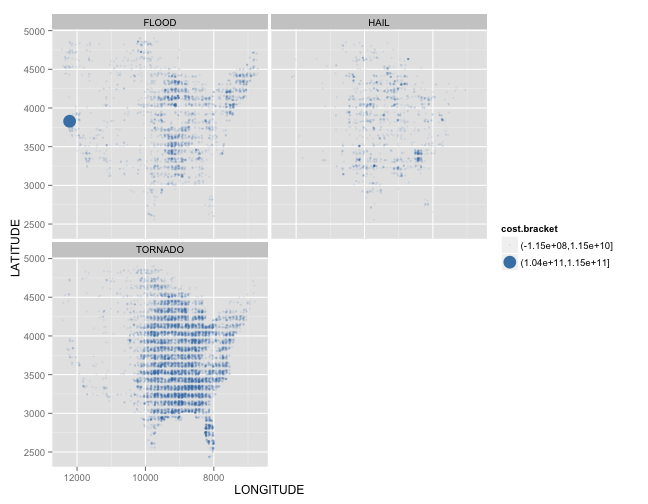 FLOOD
HAIL
5000
4500
4000
3500
3000
2500
TORNADO
5000
4500
4000
3500
3000
2500
12000
10000
8000
LATITUDE
LONGITUDE
cost.bracket
(-1.15e+08,1.15e+10]
(1.04e+11,1.15e+11]